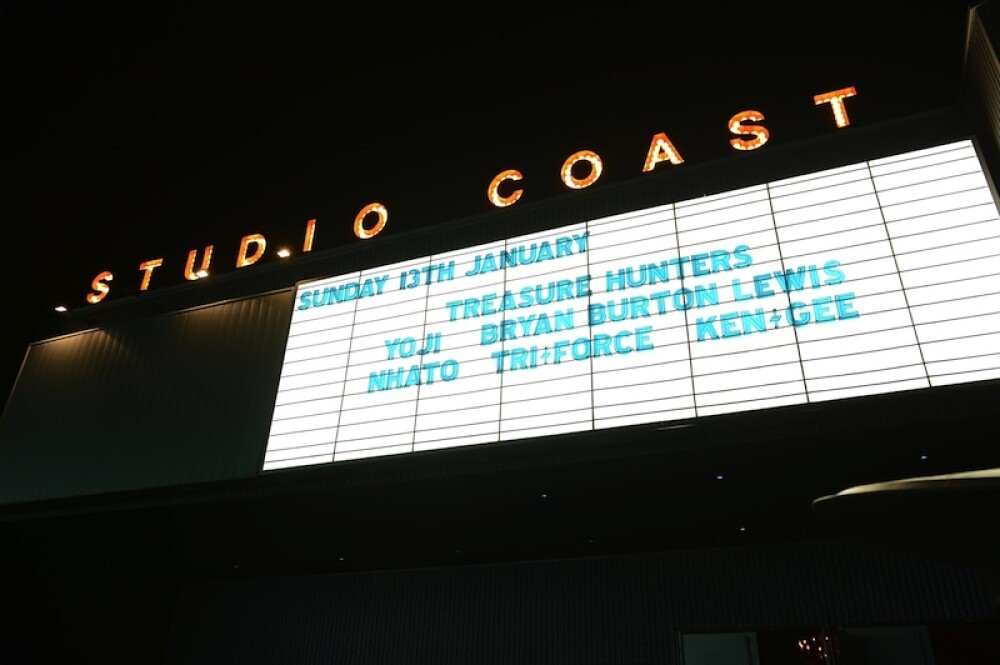 STUDIO COAST
SUNDAY 13TH JANUARY
TREASURE HUNTERS
YOJI BRYAN BURTON LEWIS
NHATO TRI⚡FORCE KEN⚡GEE